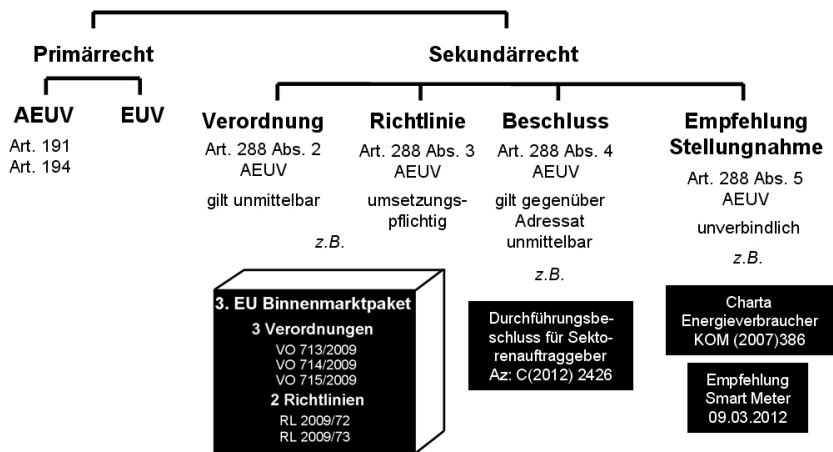 Primärrecht
Sekundärrecht
AEUV
EUV
Art. 191
Art. 194
Verordnung
Art. 288 Abs. 2
AEUV
gilt unmittelbar
Richtlinie
Art. 288 Abs. 3
AEUV
umsetzungs-
pflichtig
z.B.
3. EU Binnenmarktpaket
3 Verordnungen
VO 713/2009
VO 714/2009
VO 715/2009
2 Richtlinien
RL 2009/72
RL 2009/73
Beschluss
Art. 288 Abs. 4
AEUV
gilt gegenüber
Adressat
unmittelbar
z.B.
Durchführungsbe-
schluss für Sekto-
renauftraggeber
Az: C(2012) 2426
Empfehlung
Stellungnahme
Art. 288 Abs. 5
AEUV
unverbindlich
z.B.
Charta
Energieverbraucher
KOM (2007)386
Empfehlung
Smart Meter
09.03.2012